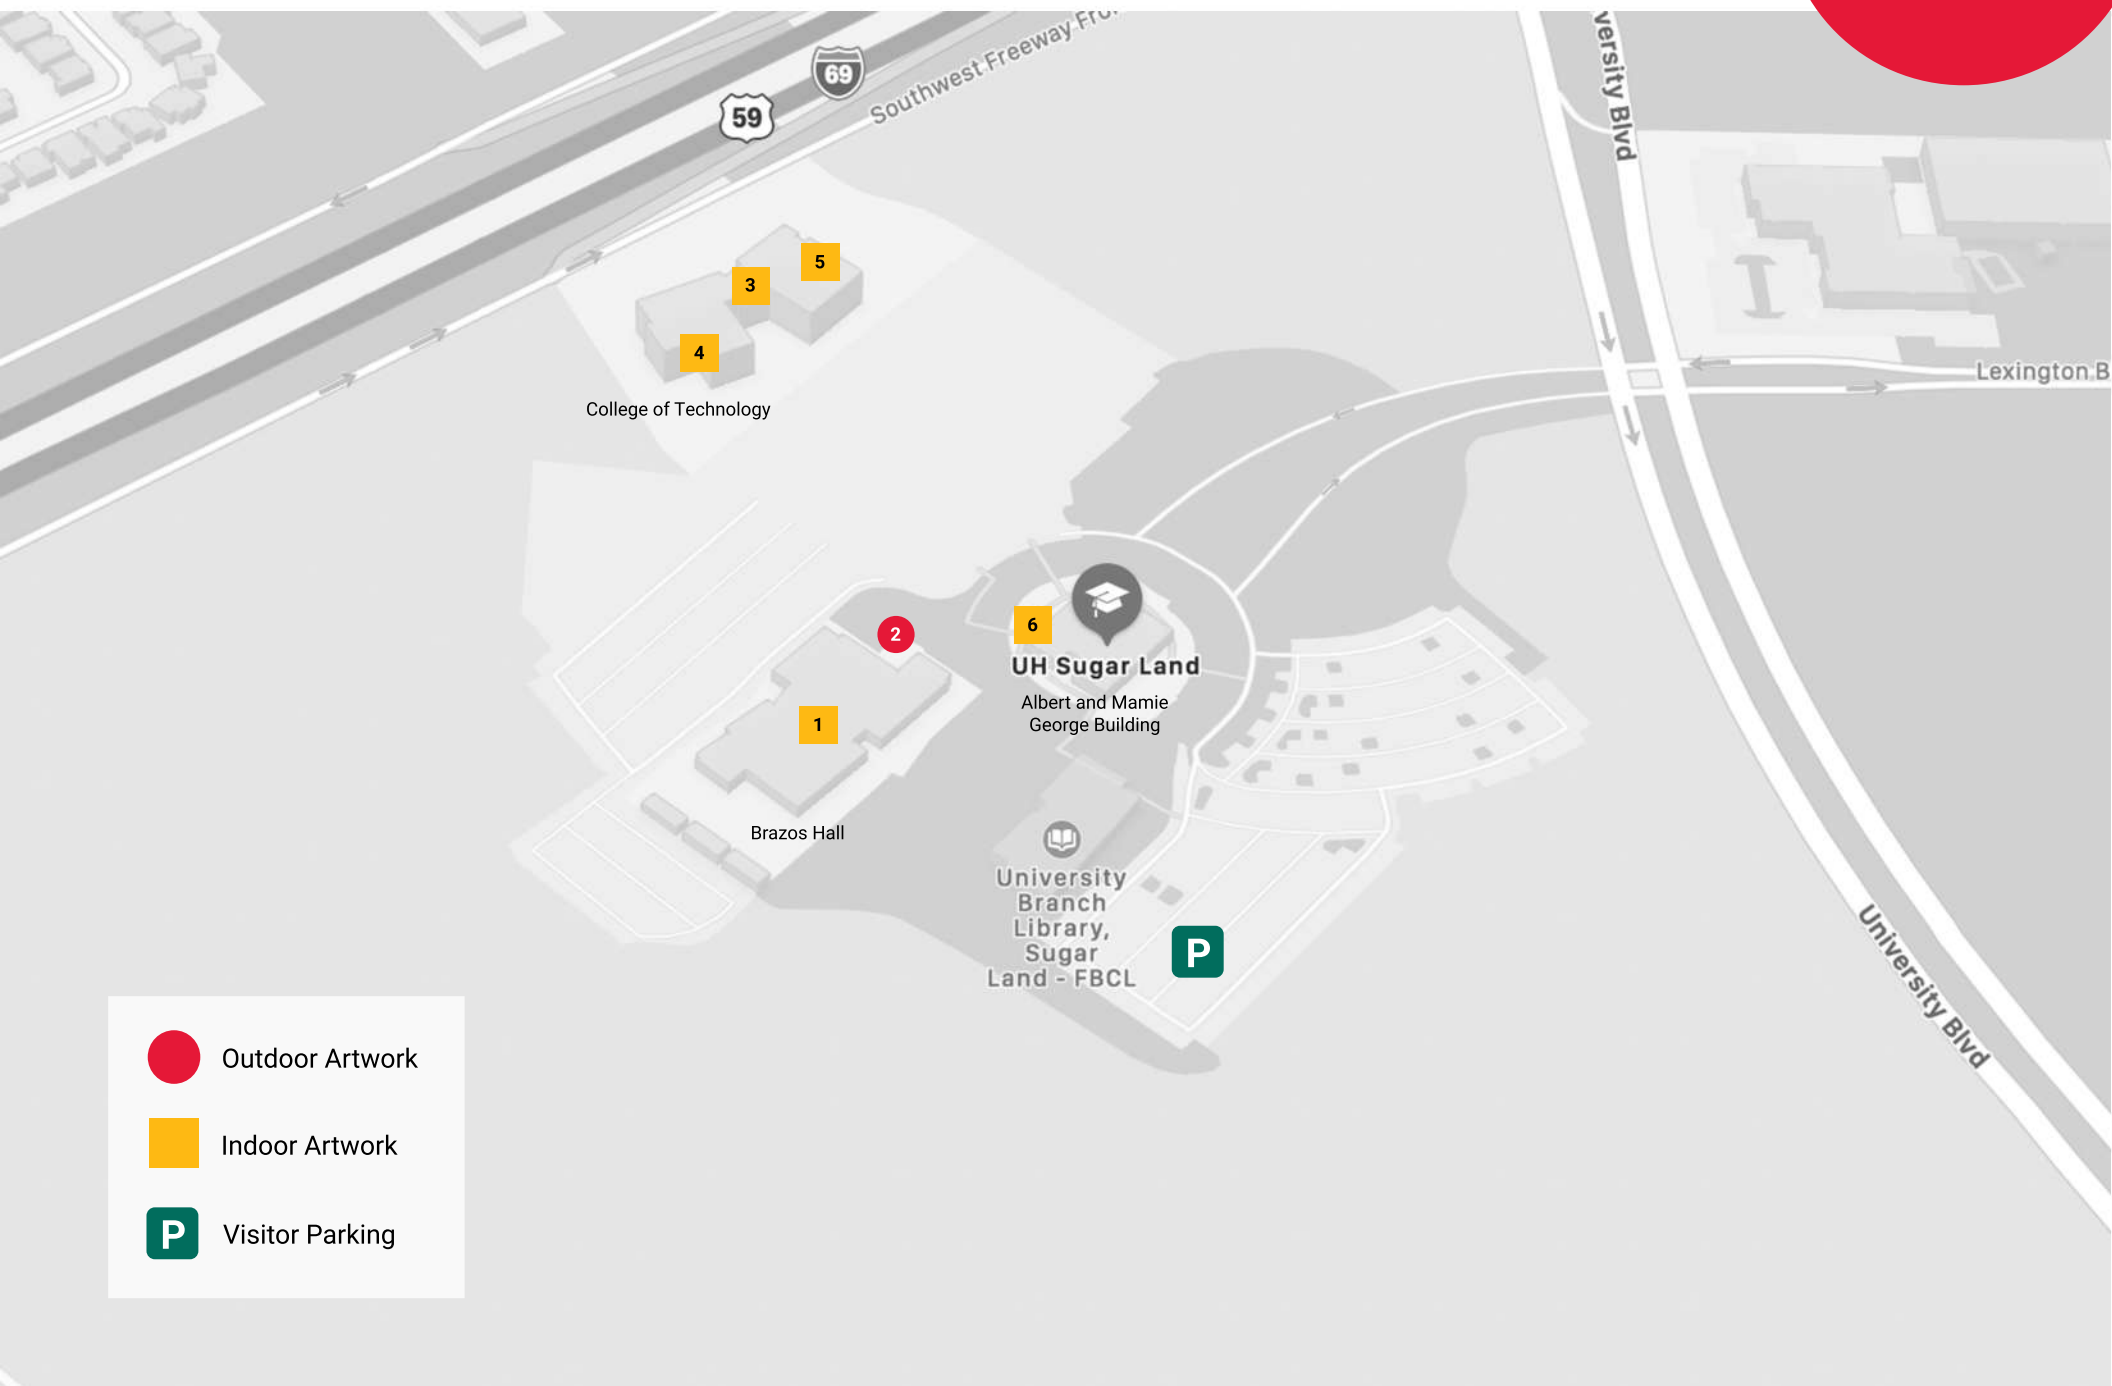 69
59
Southwest Freeway Fro
versity Blvd
5
3
4
College of Technology
Lexington B
2
6
UH Sugar Land
Albert and Mamie
George Building
1
Brazos Hall
University
Branch
Library,
Sugar
Land - FBCL
P
University Blvd
Outdoor Artwork
Indoor Artwork
P
Visitor Parking